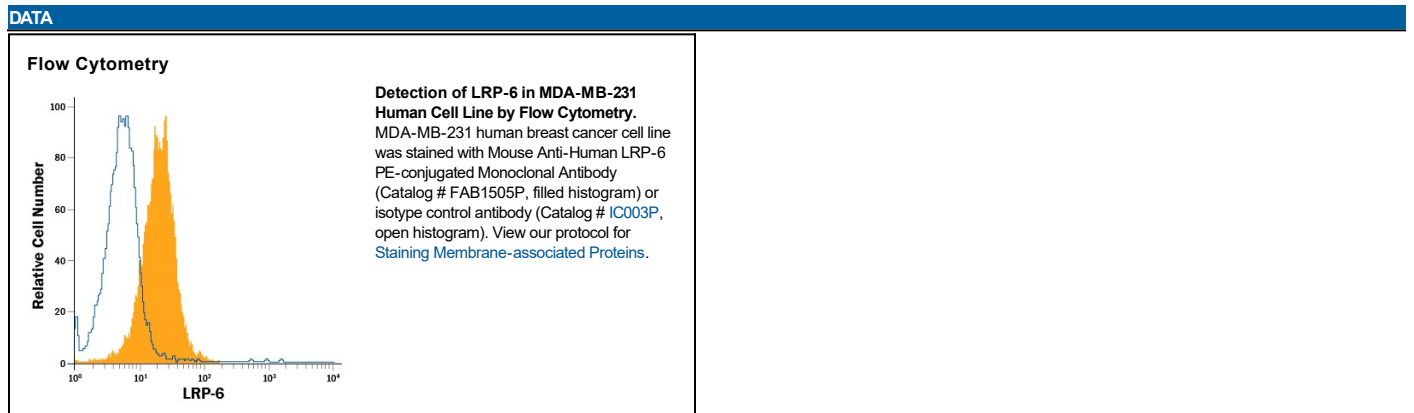 DATA
Flow Cytometry
Detection of LRP-6 in MDA-MB-231
Human Cell Line by Flow Cytometry.
MDA-MB-231 human breast cancer cell line
was stained with Mouse Anti-Human LRP-6
PE-conjugated Monoclonal Antibody
(Catalog # FAB1505P, filled histogram) or
isotype control antibody (Catalog # IC003P,
open histogram). View our protocol for
Staining Membrane-associated Proteins.
Relative Cell Number
100
80
60
40
20
0
10⁰ 10¹ 10² 10³ 10⁴
LRP-6